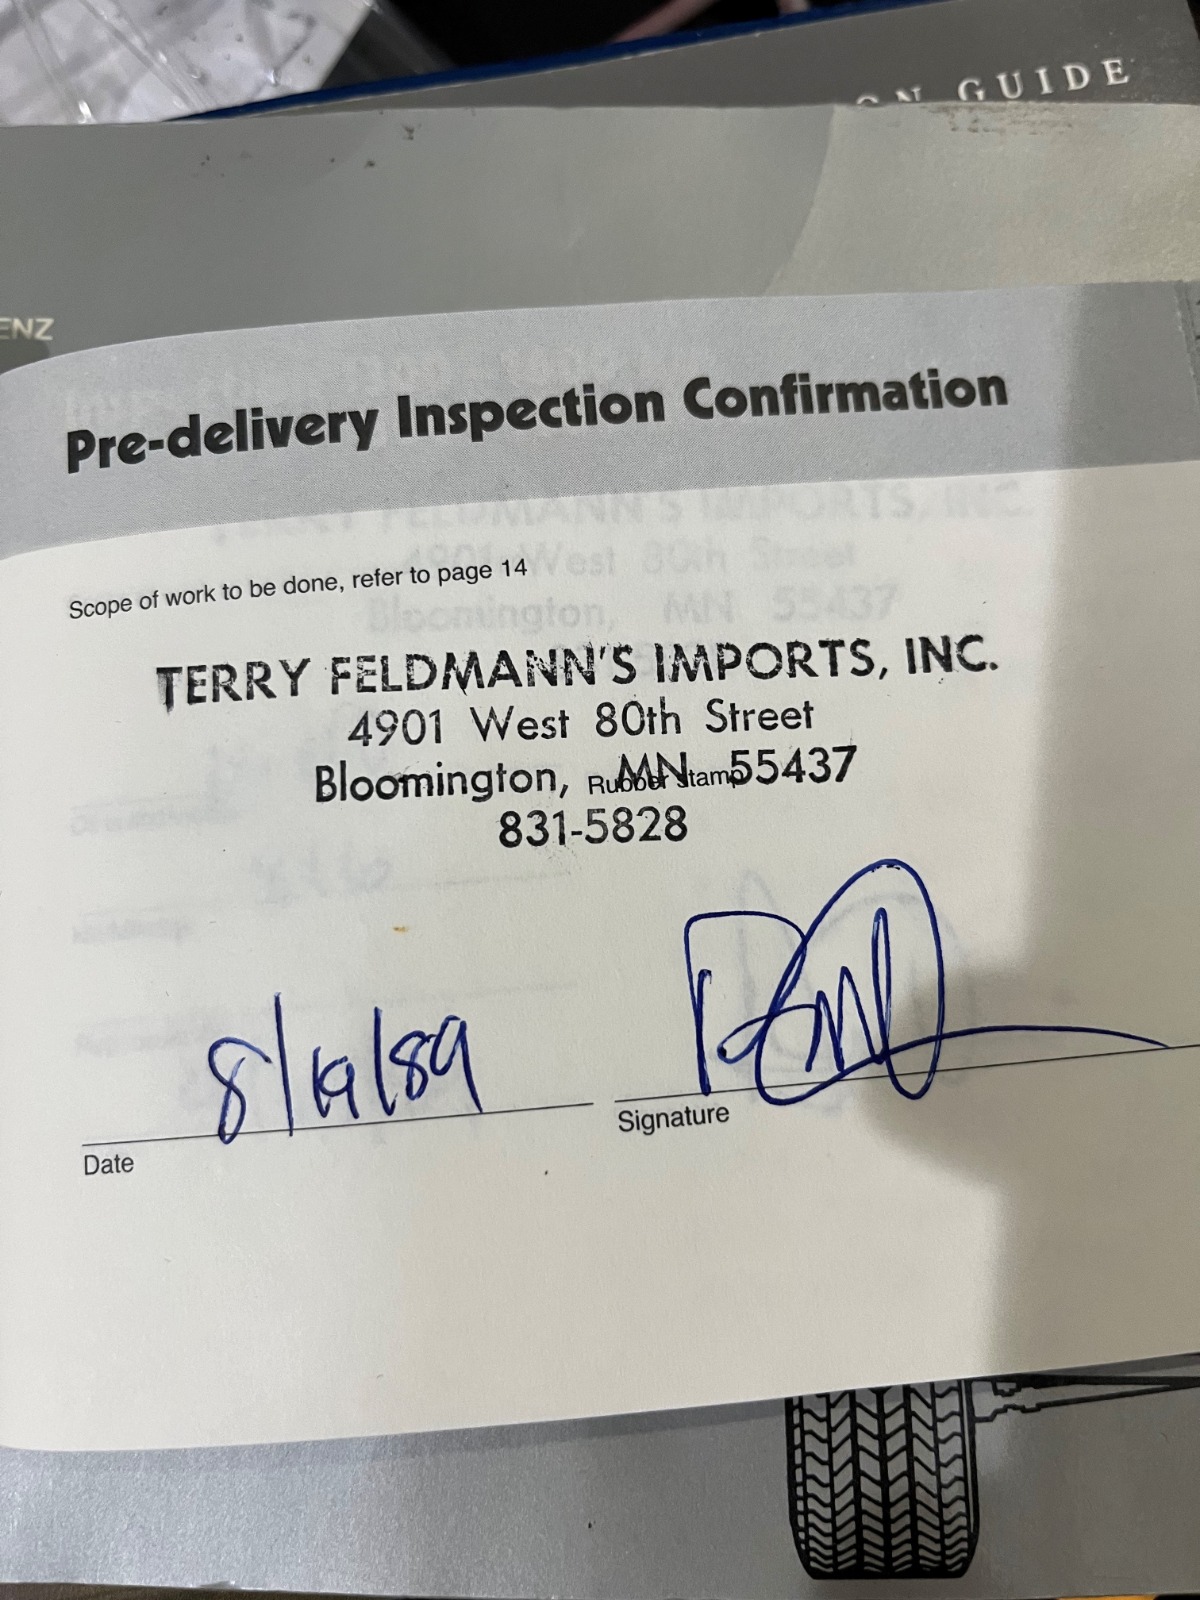 GUIDE
ENZ
Pre-delivery Inspection Confirmation
Scope of work to be done, refer to page 14
TERRY FELDMANN'S IMPORTS, INC.
4901 West 80th Street
Bloomington, MN 55437
Rubber Stamp
831-5828
8/19/89
Date
Signature